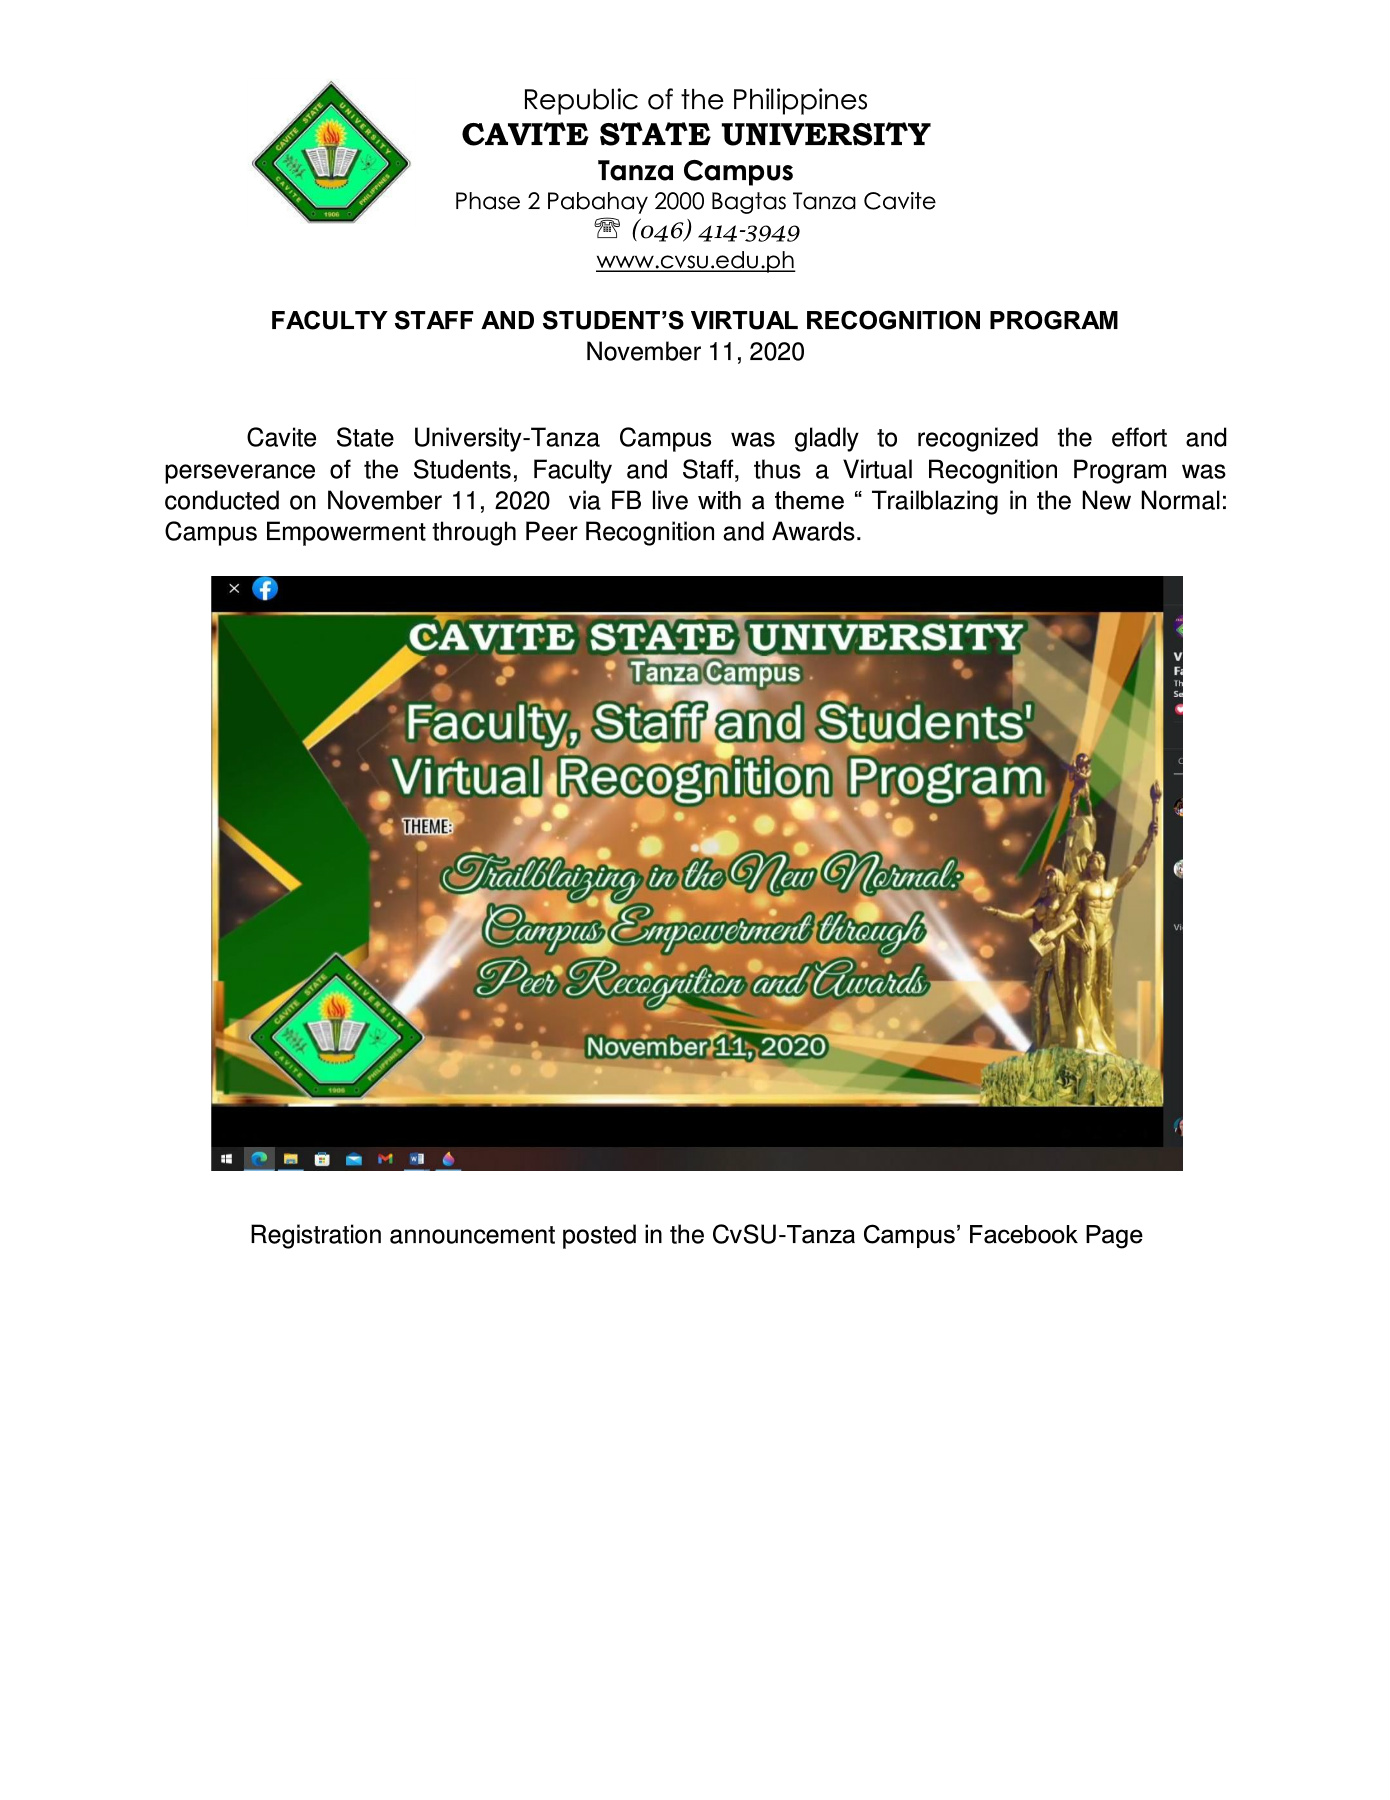 Republic of the Philippines
CAVITE STATE UNIVERSITY
Tanza Campus
Phase 2 Pabahay 2000 Bagtas Tanza Cavite
☏ (046) 414-3949
www.cvsu.edu.ph
CAVITE STATE UNIVERSITY
CAVITE PHILIPPINES
1906
FACULTY STAFF AND STUDENT’S VIRTUAL RECOGNITION PROGRAM
November 11, 2020
Cavite State University-Tanza Campus was gladly to recognized the effort and
perseverance of the Students, Faculty and Staff, thus a Virtual Recognition Program was
conducted on November 11, 2020 via FB live with a theme “ Trailblazing in the New Normal:
Campus Empowerment through Peer Recognition and Awards.
CAVITE STATE UNIVERSITY
Tanza Campus
Faculty, Staff and Students'
Virtual Recognition Program
THEME:
Trailblaizing in the New Normal:
Campus Empowerment through
Peer Recognition and Awards
November 11, 2020
CAVITE STATE UNIVERSITY
CAVITE PHILIPPINES
1906
Registration announcement posted in the CvSU-Tanza Campus’ Facebook Page